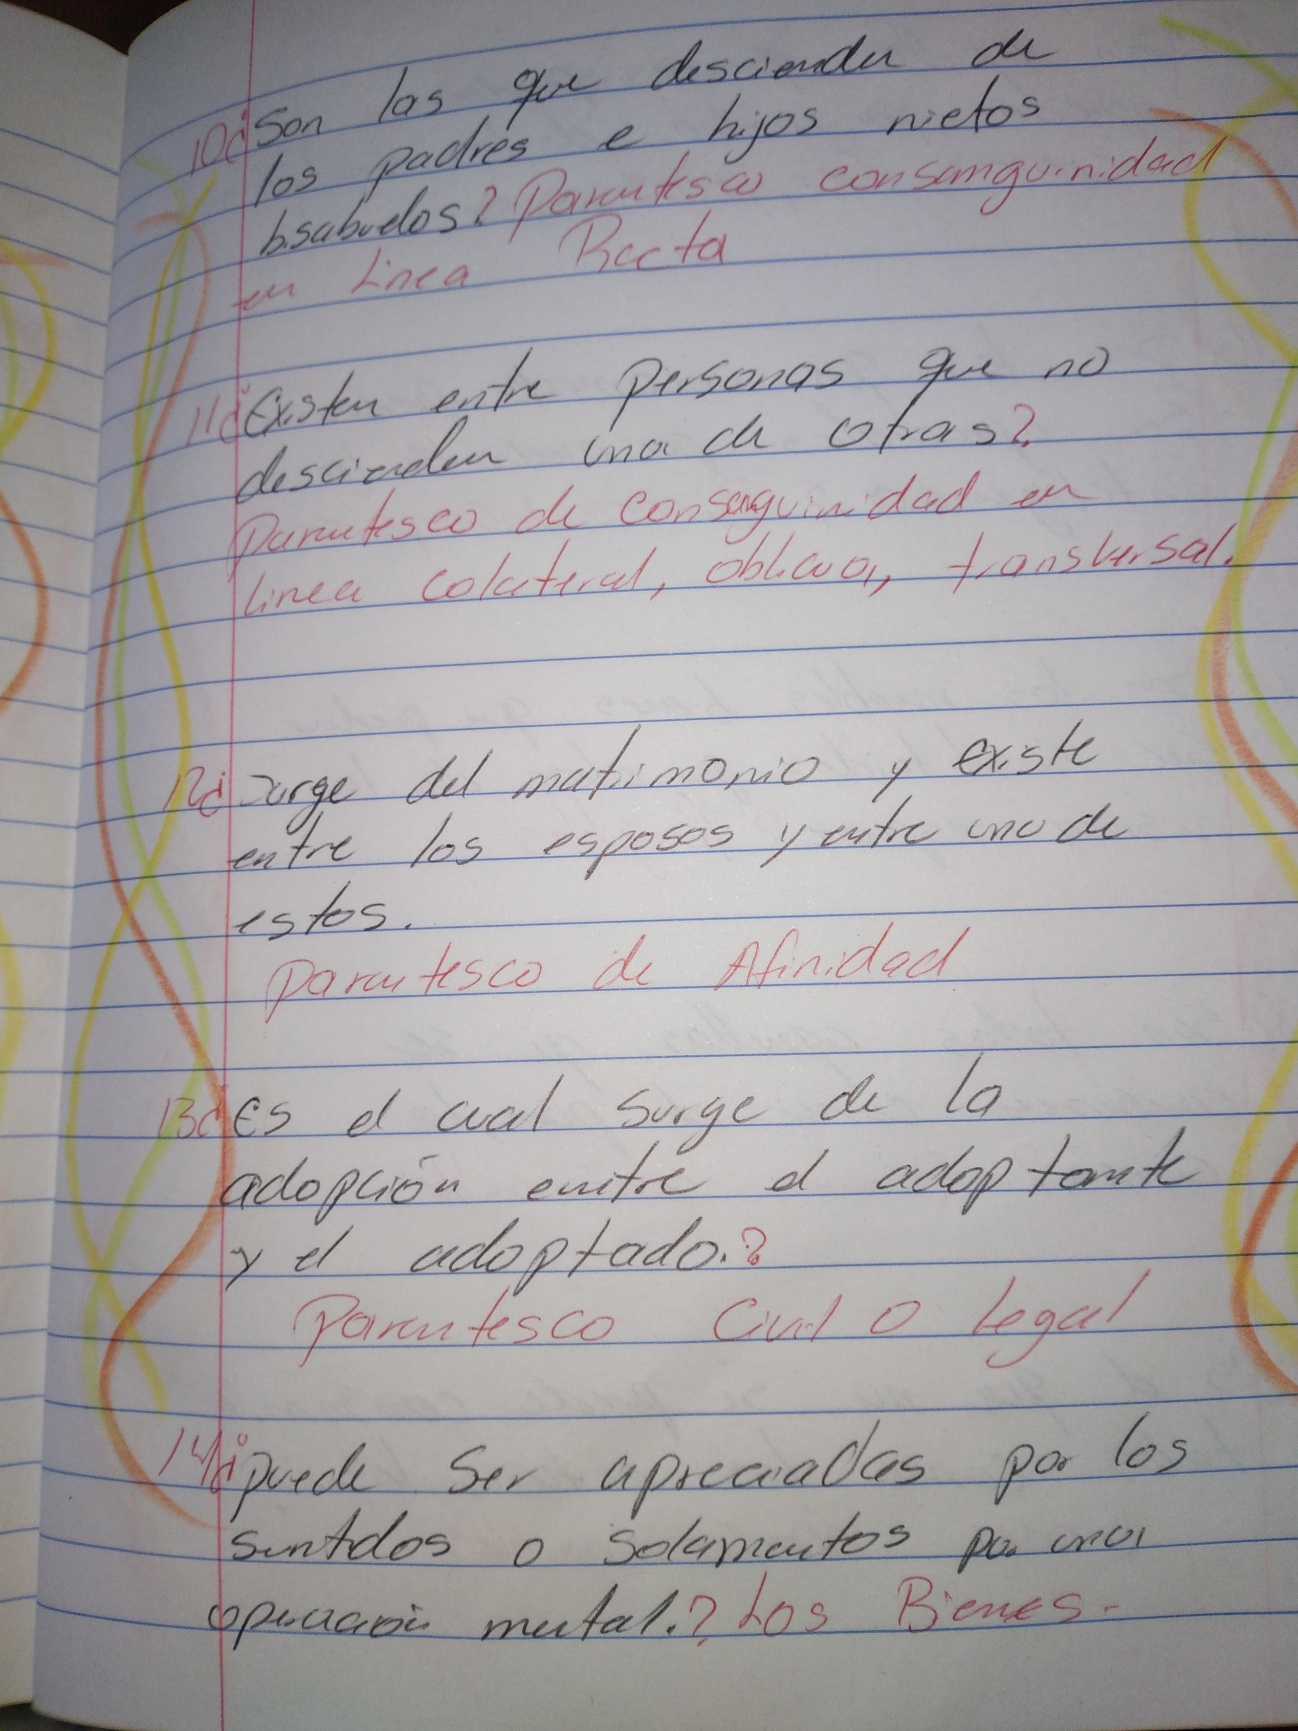 10¿Son las que descienden de
los padres e hijos nietos
bisabuelos? Parentesco consanguinidad
en Linea Recta
11¿Existen entre personas que no
descienden una de otras?
Parentesco de consanguinidad en
linea colateral, oblicua, transversal.
12¿Surge del matrimonio y existe
entre los esposos y entre uno de
estos.
Parentesco de Afinidad
13¿Es el cual surge de la
adopción entre el adoptante
y el adoptado.?
Parentesco Civil o Legal
14¿puede ser apreciadas por los
sentidos o solamentos por una
operación mental.? Los Bienes.